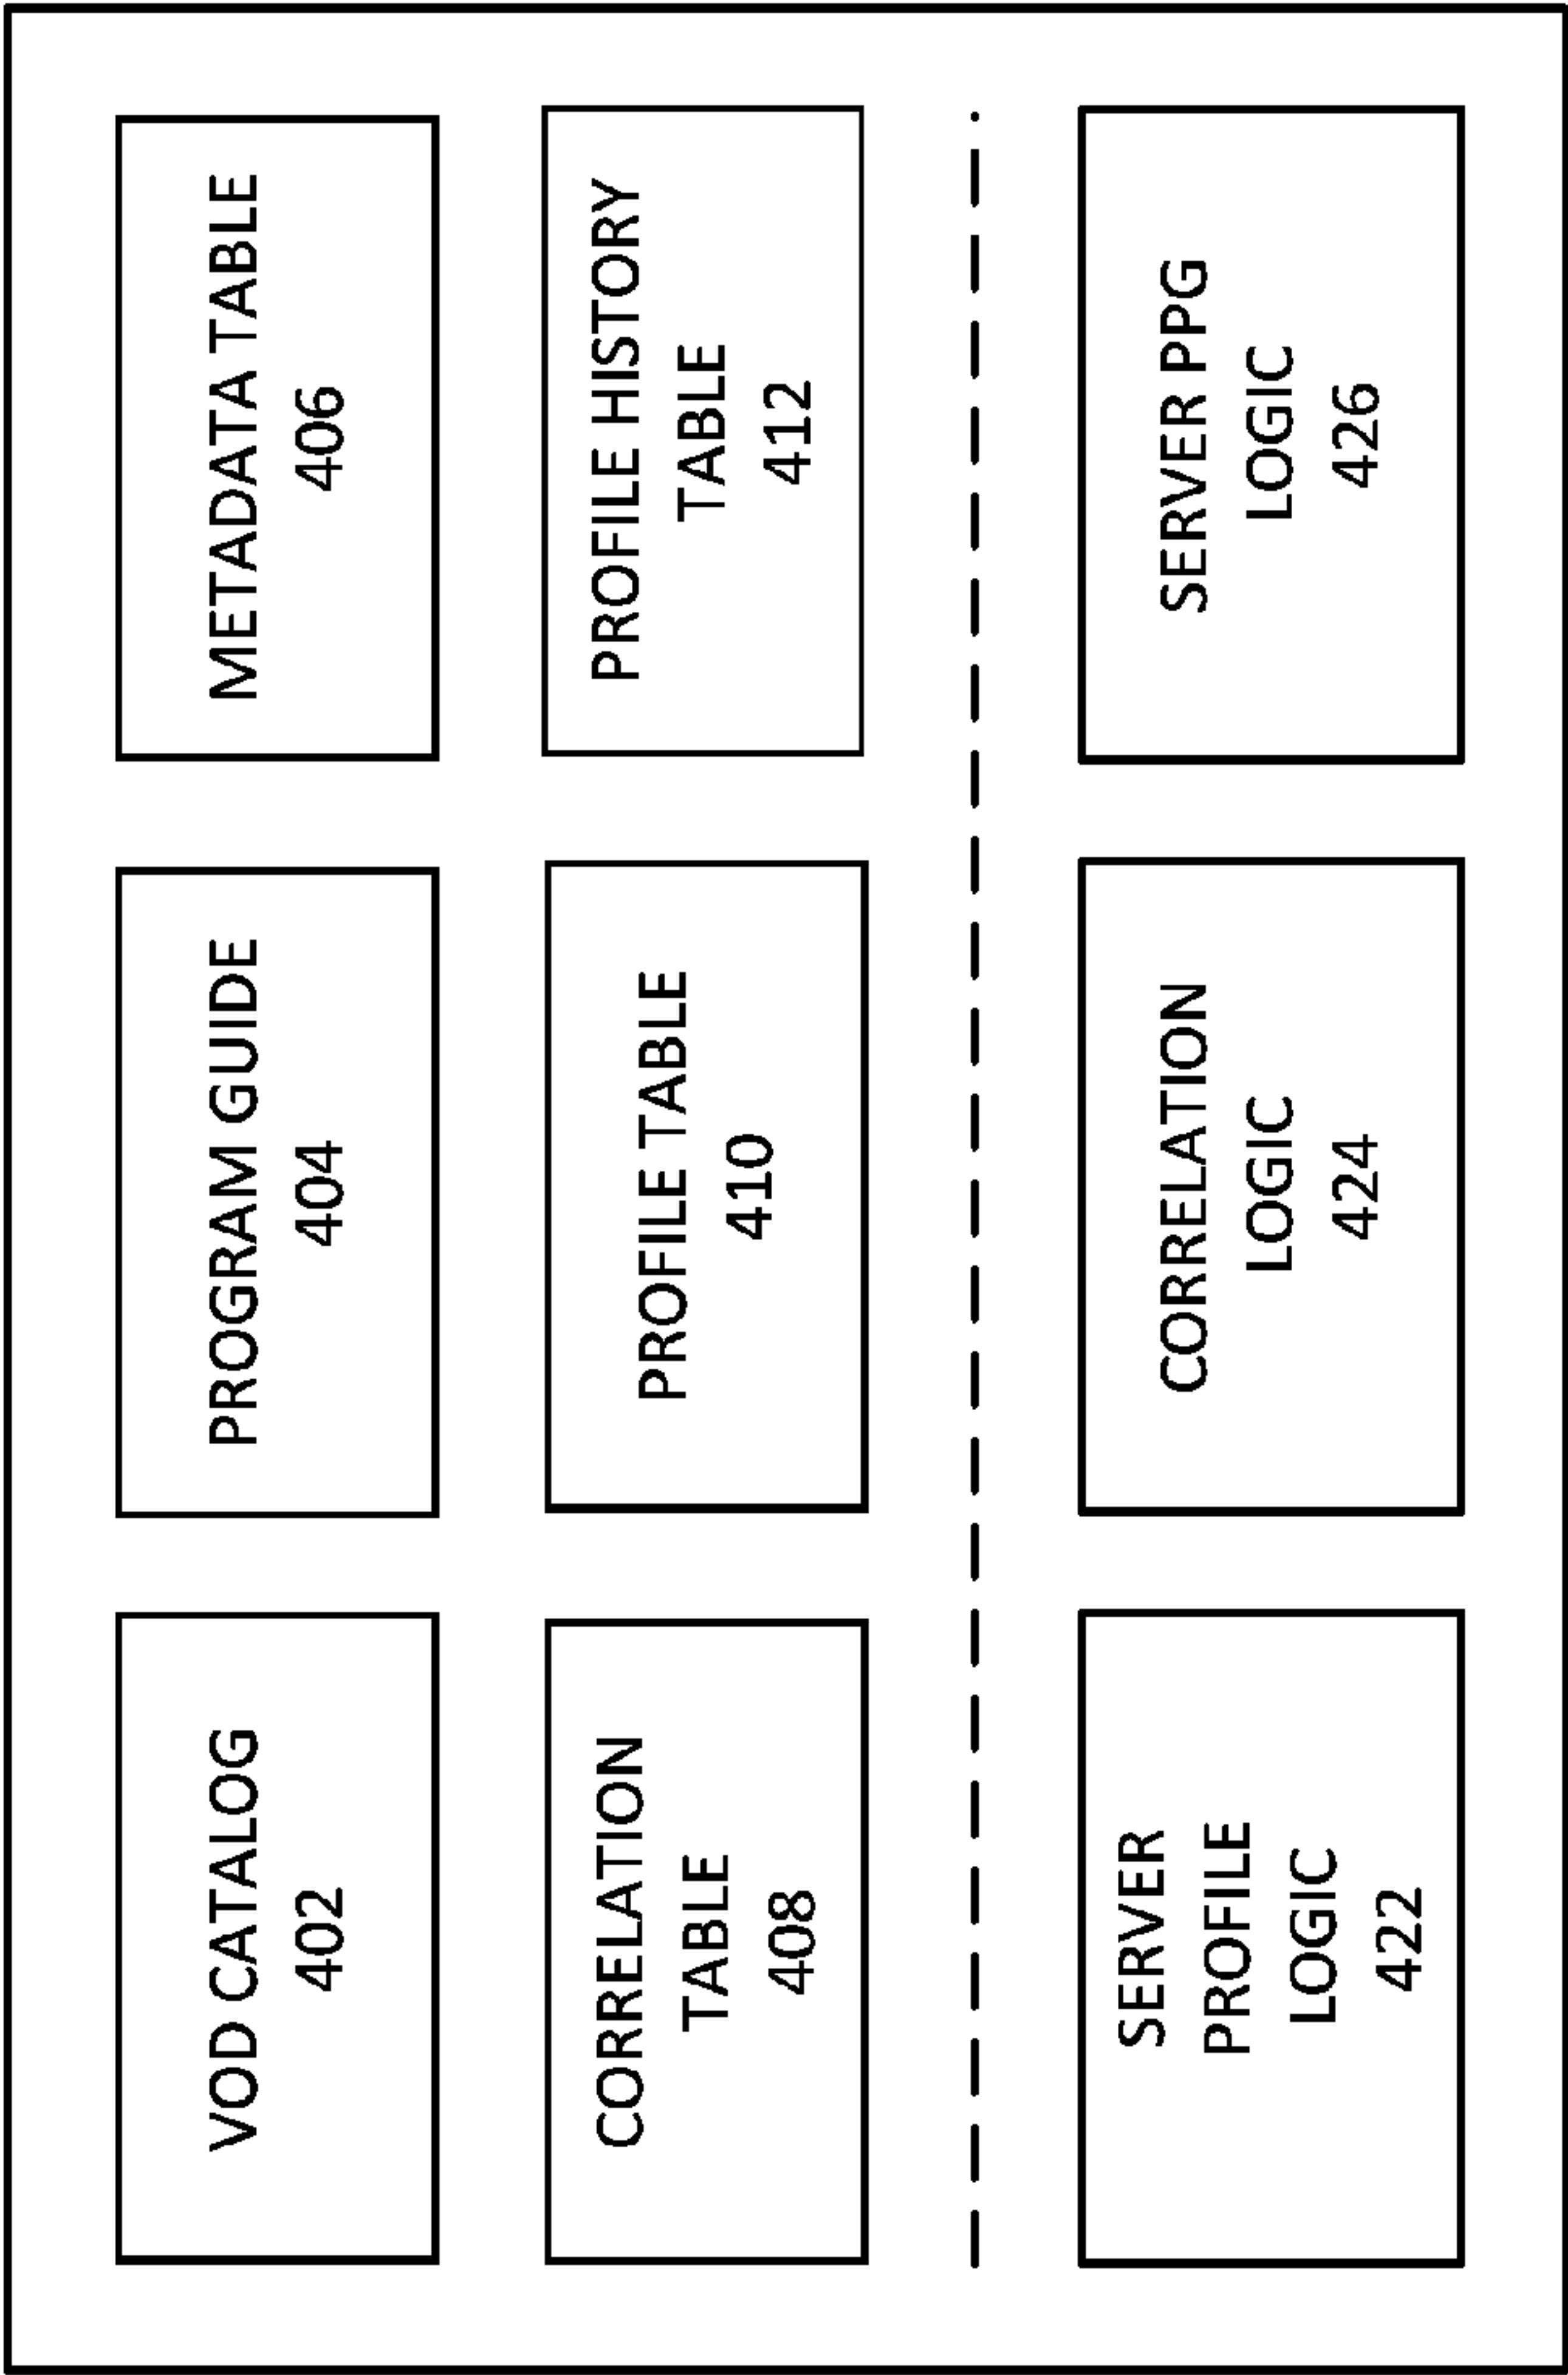 VOD CATALOG
402
PROGRAM GUIDE
404
METADATA TABLE
406
CORRELATION
TABLE
408
PROFILE TABLE
410
PROFILE HISTORY
TABLE
412
SERVER
PROFILE
LOGIC
422
CORRELATION
LOGIC
424
SERVER PPG
LOGIC
426